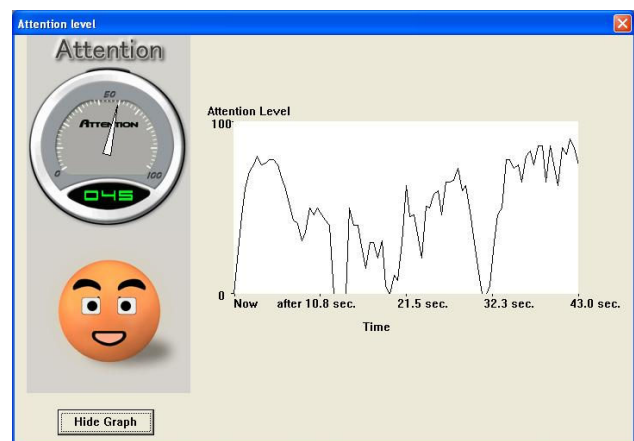 Attention level
Attention
50
ATTENTION
0
100
045
Attention Level
100
0
Now after 10.8 sec. 21.5 sec. 32.3 sec. 43.0 sec.
Time
Hide Graph